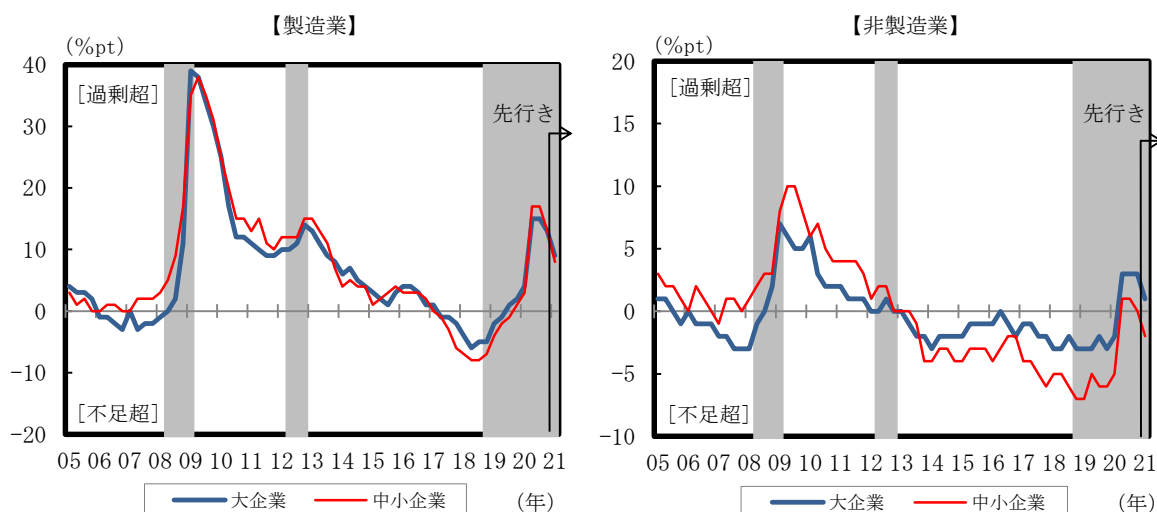 【製造業】
(%pt)
40
30
20
10
0
-10
-20
[過剰超]
先行き
[不足超]
05 06 07 08 09 10 11 12 13 14 15 16 17 18 19 20 21
大企業 中小企業
(年)
【非製造業】
(%pt)
20
15
10
5
0
-5
-10
[過剰超]
先行き
[不足超]
05 06 07 08 09 10 11 12 13 14 15 16 17 18 19 20 21
大企業 中小企業
(年)